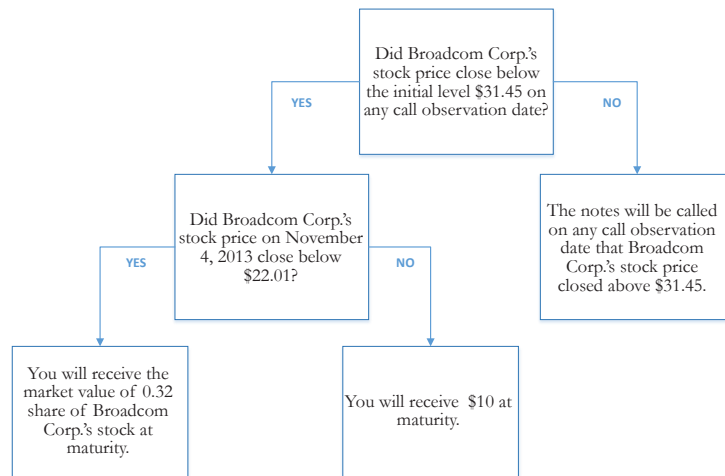 Did Broadcom Corp.'s
stock price close below
the initial level $31.45 on
any call observation date?
YES
NO
Did Broadcom Corp.'s
stock price on November
4, 2013 close below
$22.01?
The notes will be called
on any call observation
date that Broadcom
Corp.'s stock price
closed above $31.45.
YES
NO
You will receive the
market value of 0.32
share of Broadcom
Corp.'s stock at
maturity.
You will receive $10 at
maturity.